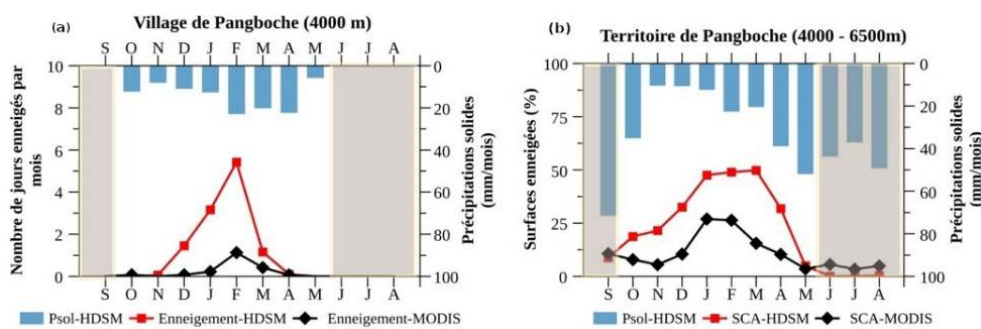 (a) Village de Pangboche (4000 m)
S O N D J F M A M J J A
10 0
8 20
6 40
4 60
2 80
0 100
Nombre de jours enneigés par
mois
Précipitations solides
(mm/mois)
S O N D J F M A M J J A
Psol-HDSM Enneigement-HDSM Enneigement-MODIS
(b) Territoire de Pangboche (4000 - 6500m)
100 0
20
75
40
50
60
25
80
0 100
Surfaces enneigées (%)
Précipitations solides
(mm/mois)
S O N D J F M A M J J A
Psol-HDSM SCA-HDSM SCA-MODIS